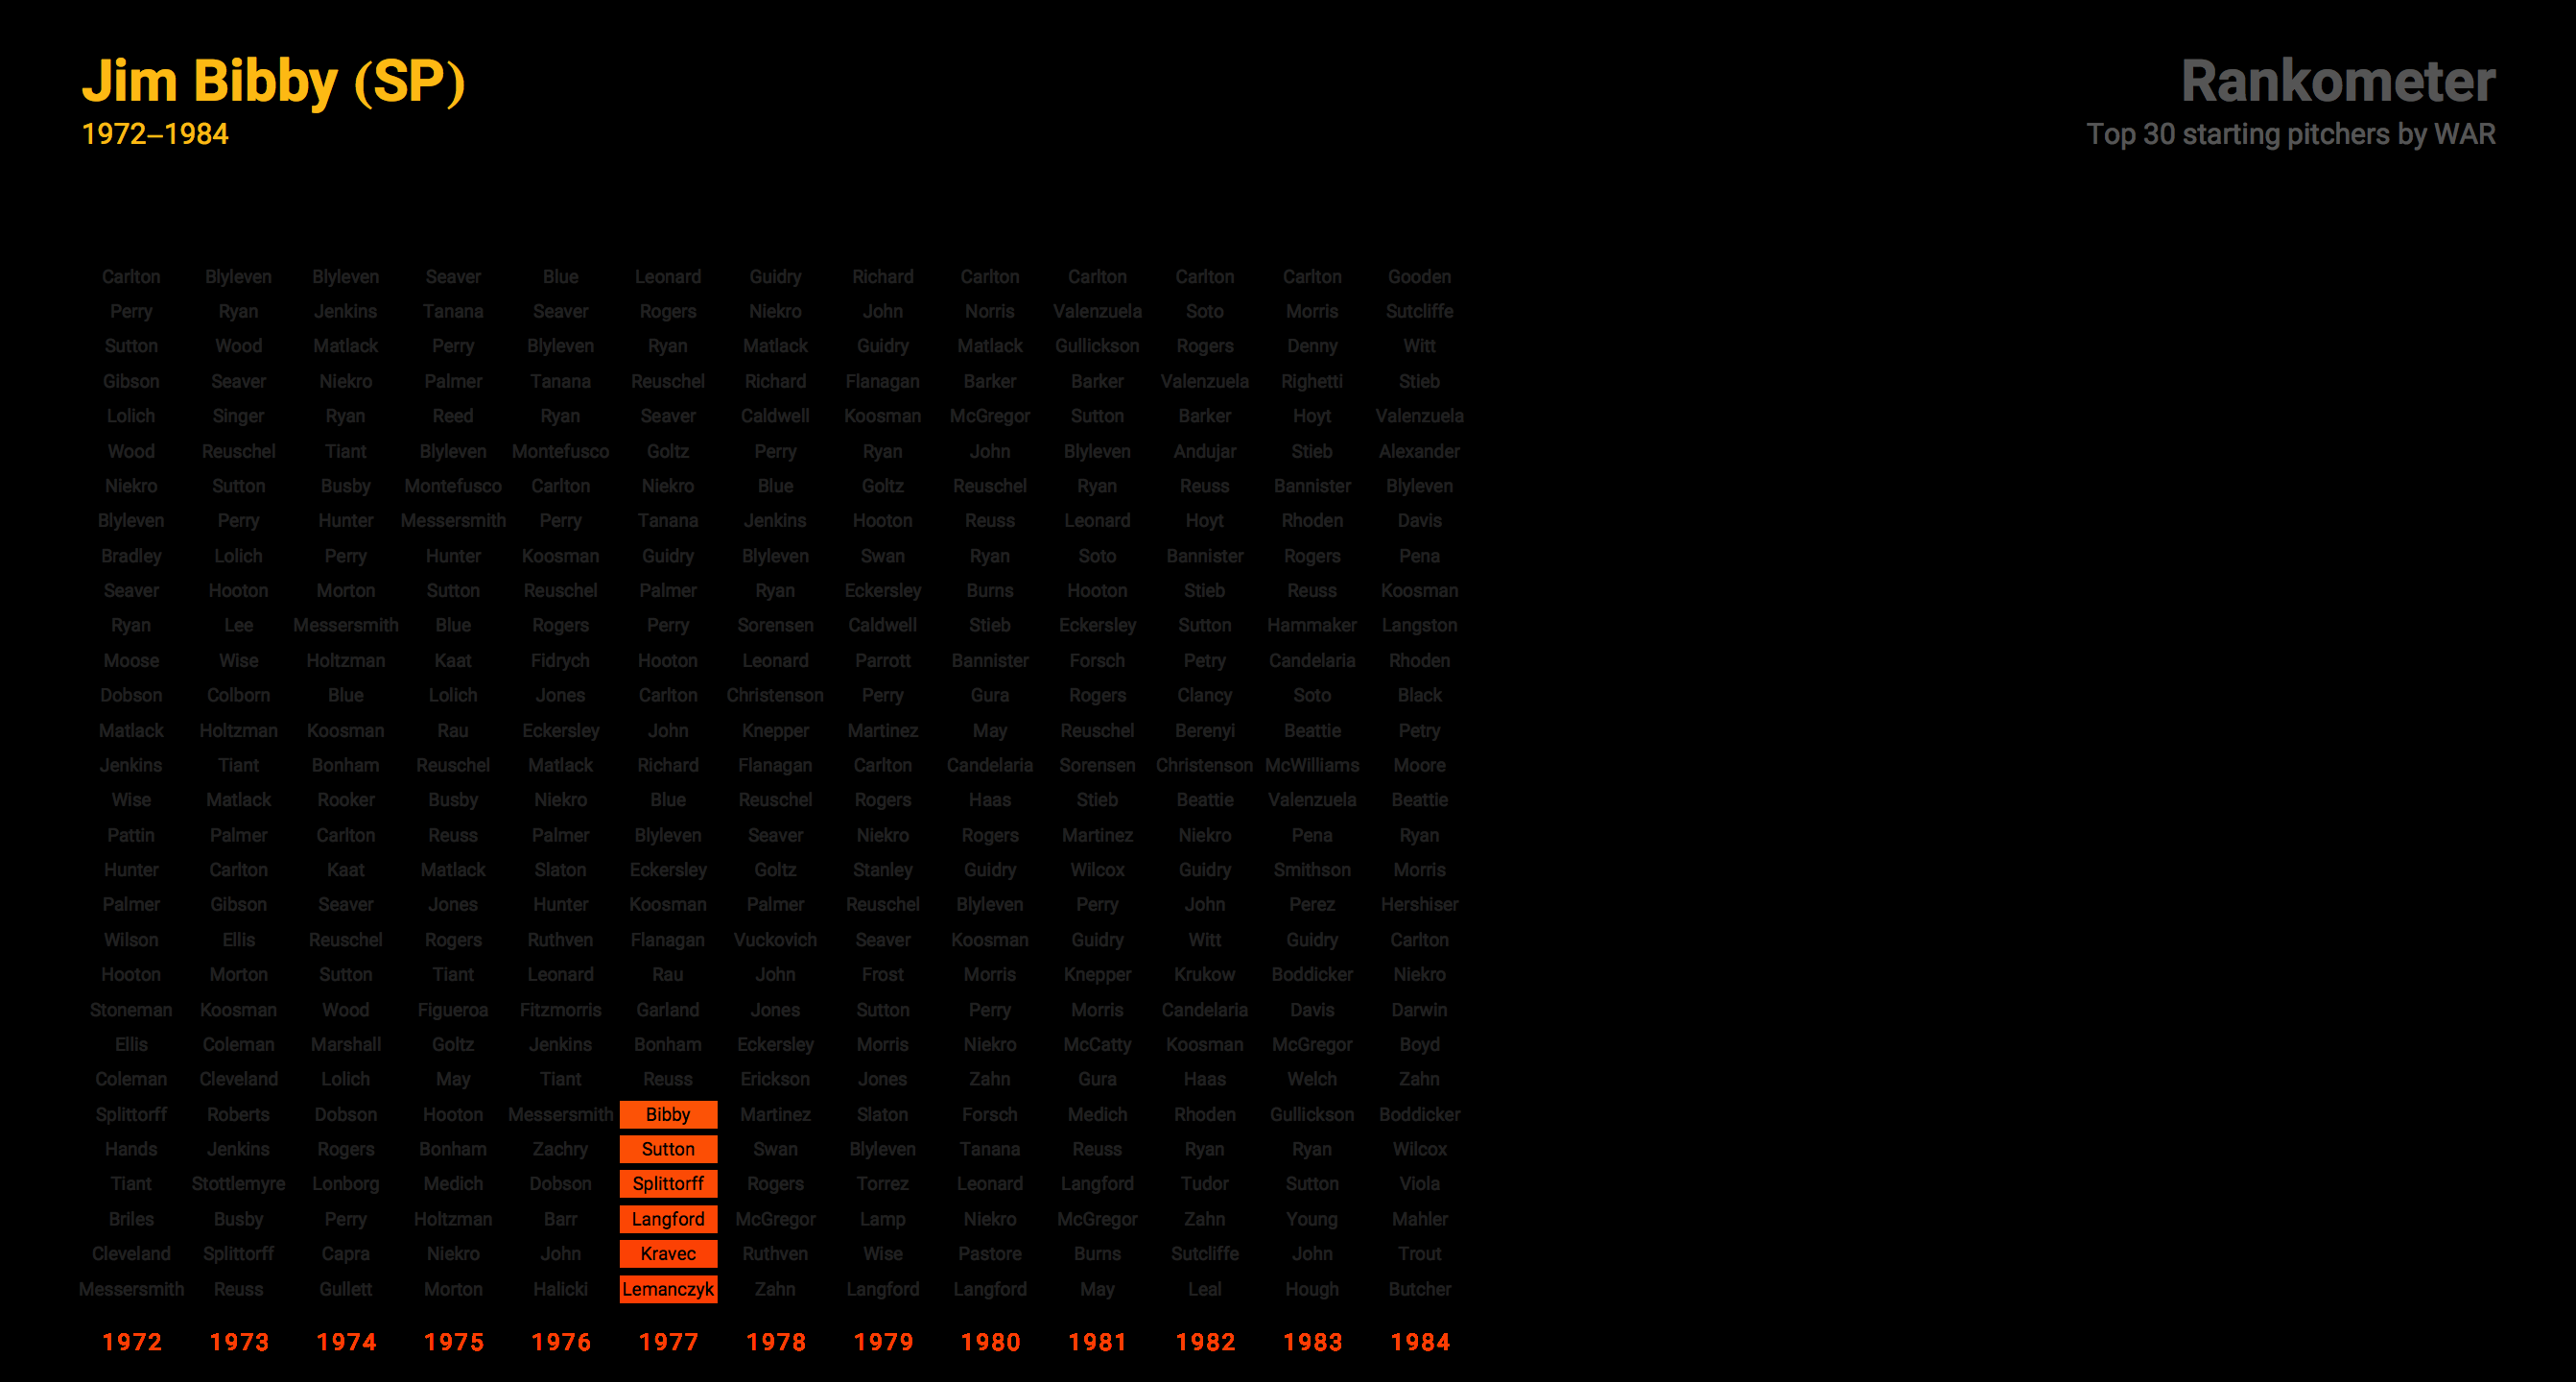 Jim Bibby (SP)
1972–1984
Rankometer
Top 30 starting pitchers by WAR
Carlton Blyleven Blyleven Seaver Blue Leonard Guidry Richard Carlton Carlton Carlton Carlton Gooden
Perry Ryan Jenkins Tanana Seaver Rogers Niekro John Norris Valenzuela Soto Morris Sutcliffe
Sutton Wood Matlack Perry Blyleven Ryan Matlack Guidry Matlack Gullickson Rogers Denny Witt
Gibson Seaver Niekro Palmer Tanana Reuschel Richard Flanagan Barker Barker Valenzuela Righetti Stieb
Lolich Singer Ryan Reed Ryan Seaver Caldwell Koosman McGregor Sutton Barker Hoyt Valenzuela
Wood Reuschel Tiant Blyleven Montefusco Goltz Perry Ryan John Blyleven Andujar Stieb Alexander
Niekro Sutton Busby Montefusco Carlton Niekro Blue Goltz Reuschel Ryan Reuss Bannister Blyleven
Blyleven Perry Hunter Messersmith Perry Tanana Jenkins Hooton Reuss Leonard Hoyt Rhoden Davis
Bradley Lolich Perry Hunter Koosman Guidry Blyleven Swan Ryan Soto Bannister Rogers Pena
Seaver Hooton Morton Sutton Reuschel Palmer Ryan Eckersley Burns Hooton Stieb Reuss Koosman
Ryan Lee Messersmith Blue Rogers Perry Sorensen Caldwell Stieb Eckersley Sutton Hammaker Langston
Moose Wise Holtzman Kaat Fidrych Hooton Leonard Parrott Bannister Forsch Petry Candelaria Rhoden
Dobson Colborn Blue Lolich Jones Carlton Christenson Perry Gura Rogers Clancy Soto Black
Matlack Holtzman Koosman Rau Eckersley John Knepper Martinez May Reuschel Berenyi Beattie Petry
Jenkins Tiant Bonham Reuschel Matlack Richard Flanagan Carlton Candelaria Sorensen Christenson McWilliams Moore
Wise Matlack Rooker Busby Niekro Blue Reuschel Rogers Haas Stieb Beattie Valenzuela Beattie
Pattin Palmer Carlton Reuss Palmer Blyleven Seaver Niekro Rogers Martinez Niekro Pena Ryan
Hunter Carlton Kaat Matlack Slaton Eckersley Goltz Stanley Guidry Wilcox Guidry Smithson Morris
Palmer Gibson Seaver Jones Hunter Koosman Palmer Reuschel Blyleven Perry John Perez Hershiser
Wilson Ellis Reuschel Rogers Ruthven Flanagan Vuckovich Seaver Koosman Guidry Witt Guidry Carlton
Hooton Morton Sutton Tiant Leonard Rau John Frost Morris Knepper Krukow Boddicker Niekro
Stoneman Koosman Wood Figueroa Fitzmorris Garland Jones Sutton Perry Morris Candelaria Davis Darwin
Ellis Coleman Marshall Goltz Jenkins Bonham Eckersley Morris Niekro McCatty Koosman McGregor Boyd
Coleman Cleveland Lolich May Tiant Reuss Erickson Jones Zahn Gura Haas Welch Zahn
Splittorff Roberts Dobson Hooton Messersmith Bibby Martinez Slaton Forsch Medich Rhoden Gullickson Boddicker
Hands Jenkins Rogers Bonham Zachry Sutton Swan Blyleven Tanana Reuss Ryan Ryan Wilcox
Tiant Stottlemyre Lonborg Medich Dobson Splittorff Rogers Torrez Leonard Langford Tudor Sutton Viola
Briles Busby Perry Holtzman Barr Langford McGregor Lamp Niekro McGregor Zahn Young Mahler
Cleveland Splittorff Capra Niekro John Kravec Ruthven Wise Pastore Burns Sutcliffe John Trout
Messersmith Reuss Gullett Morton Halicki Lemanczyk Zahn Langford Langford May Leal Hough Butcher
1972 1973 1974 1975 1976 1977 1978 1979 1980 1981 1982 1983 1984